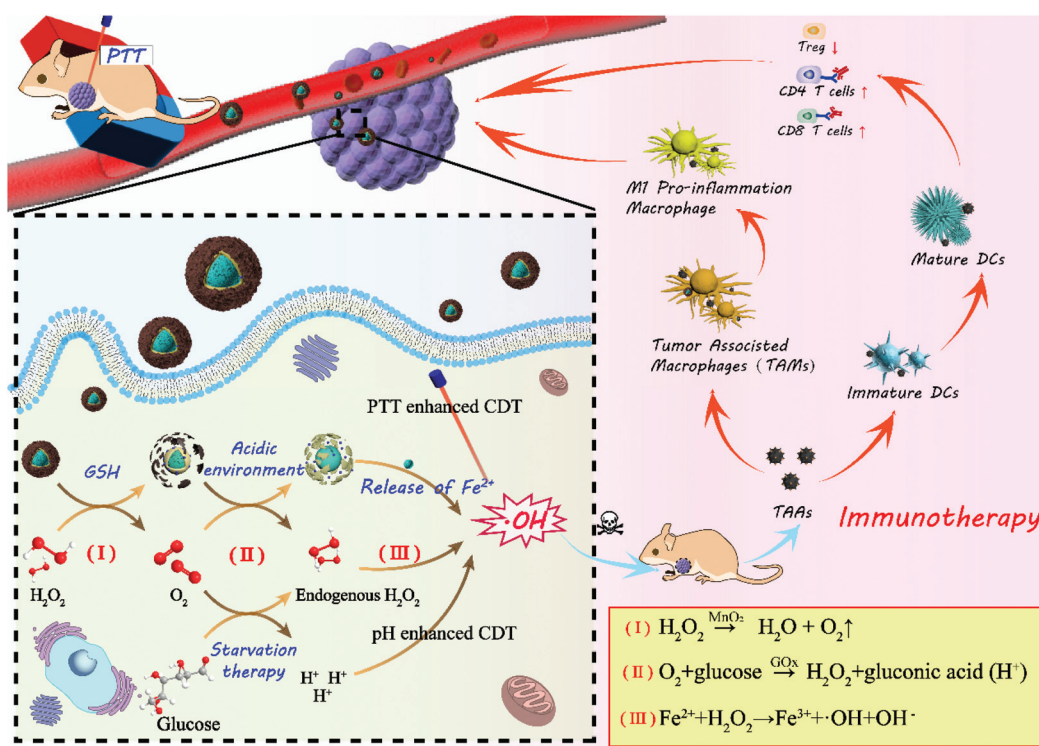 PTT
Treg ↓
CD4 T cells ↑
CD8 T cells ↑
M1 Pro-inflammation
Macrophage
Mature DCs
Tumor Associsted
Macrophages (TAMs)
Immature DCs
TAAs
Immunotherapy
PTT enhanced CDT
GSH
Acidic
environment
Release of Fe²⁺
·OH
(I)
(II)
(III)
H₂O₂
O₂
Endogenous H₂O₂
pH enhanced CDT
Starvation
therapy
H⁺ H⁺
H⁺
Glucose
(I) H₂O₂ →MnO₂ H₂O + O₂↑
(II) O₂+glucose →GOx H₂O₂+gluconic acid (H⁺)
(III) Fe²⁺+H₂O₂→Fe³⁺+·OH+OH⁻